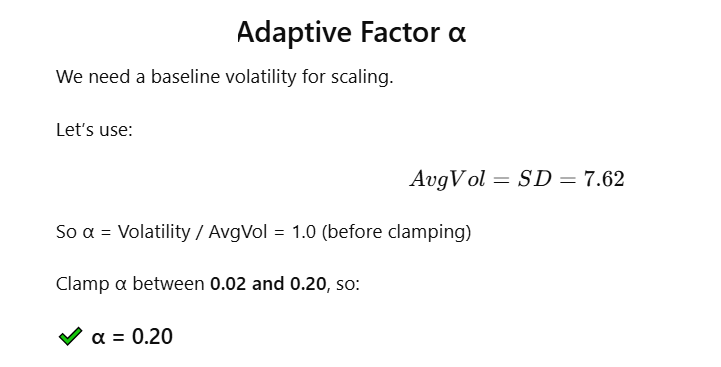 Adaptive Factor α
We need a baseline volatility for scaling.
Let's use:
AvgVol = SD = 7.62
So α = Volatility / AvgVol = 1.0 (before clamping)
Clamp α between 0.02 and 0.20, so:
✔ α = 0.20